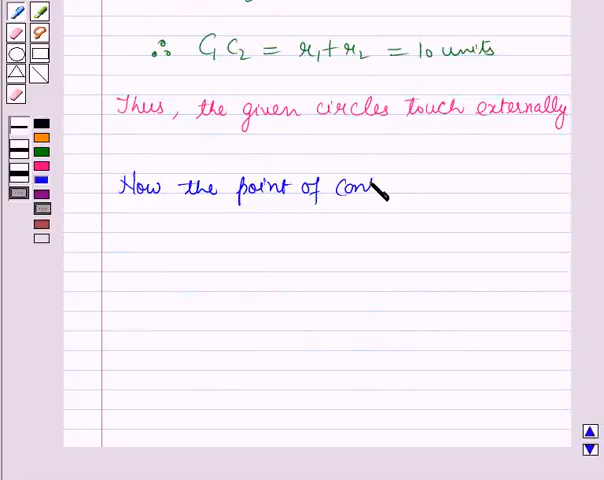 ∴ C₁C₂ = r₁+r₂ = 10 units
Thus, the given circles touch externally
Now the point of con